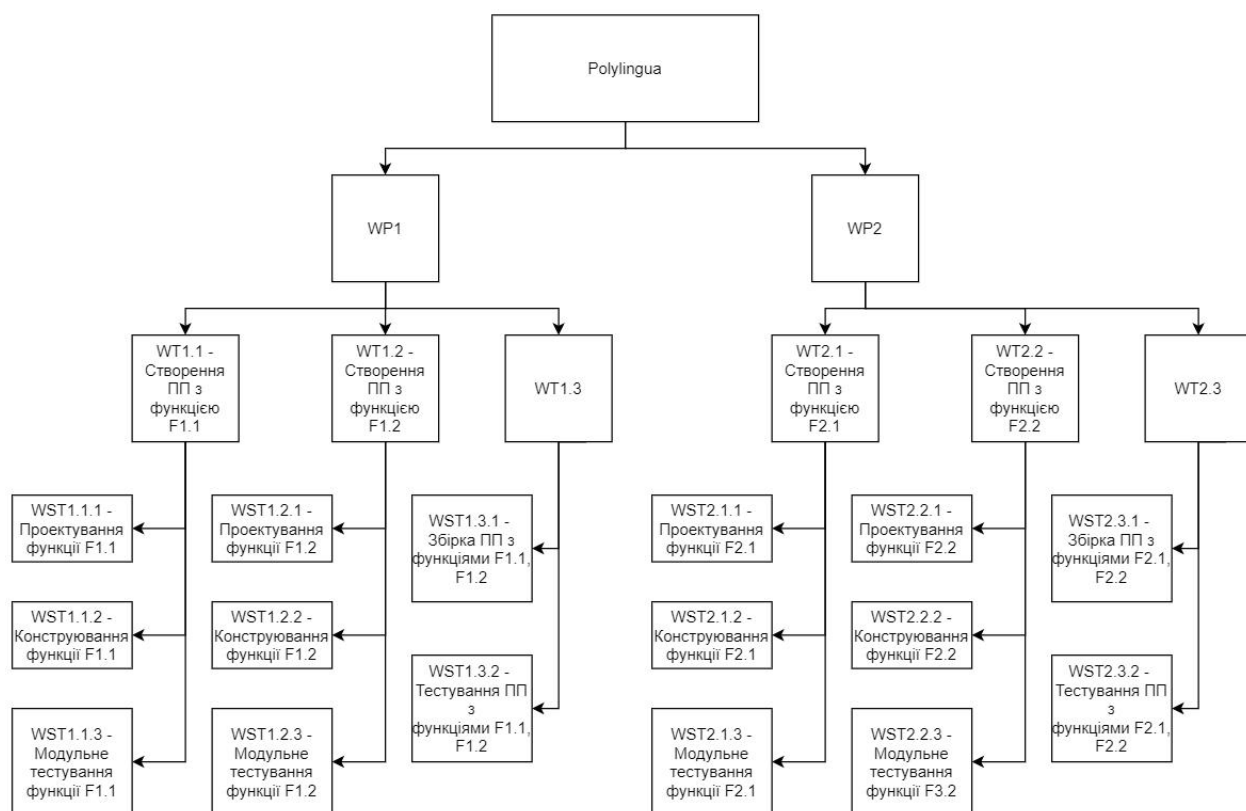 Polylingua
WP1
WP2
WT1.1 -
Створення
ПП з
функцією
F1.1
WT1.2 -
Створення
ПП з
функцією
F1.2
WT1.3
WT2.1 -
Створення
ПП з
функцією
F2.1
WT2.2 -
Створення
ПП з
функцією
F2.2
WT2.3
WST1.1.1 -
Проектування
функції F1.1
WST1.2.1 -
Проектування
функції F1.2
WST1.3.1 -
Збірка ПП з
функціями F1.1,
F1.2
WST2.1.1 -
Проектування
функції F2.1
WST2.2.1 -
Проектування
функції F2.2
WST2.3.1 -
Збірка ПП з
функціями F2.1,
F2.2
WST1.1.2 -
Конструювання
функції F1.1
WST1.2.2 -
Конструювання
функції F1.2
WST2.1.2 -
Конструювання
функції F2.1
WST2.2.2 -
Конструювання
функції F2.2
WST1.3.2 -
Тестування ПП
з
функціями F1.1,
F1.2
WST2.3.2 -
Тестування ПП
з
функціями F2.1,
F2.2
WST1.1.3 -
Модульне
тестування
функції F1.1
WST1.2.3 -
Модульне
тестування
функції F1.2
WST2.1.3 -
Модульне
тестування
функції F2.1
WST2.2.3 -
Модульне
тестування
функції F3.2